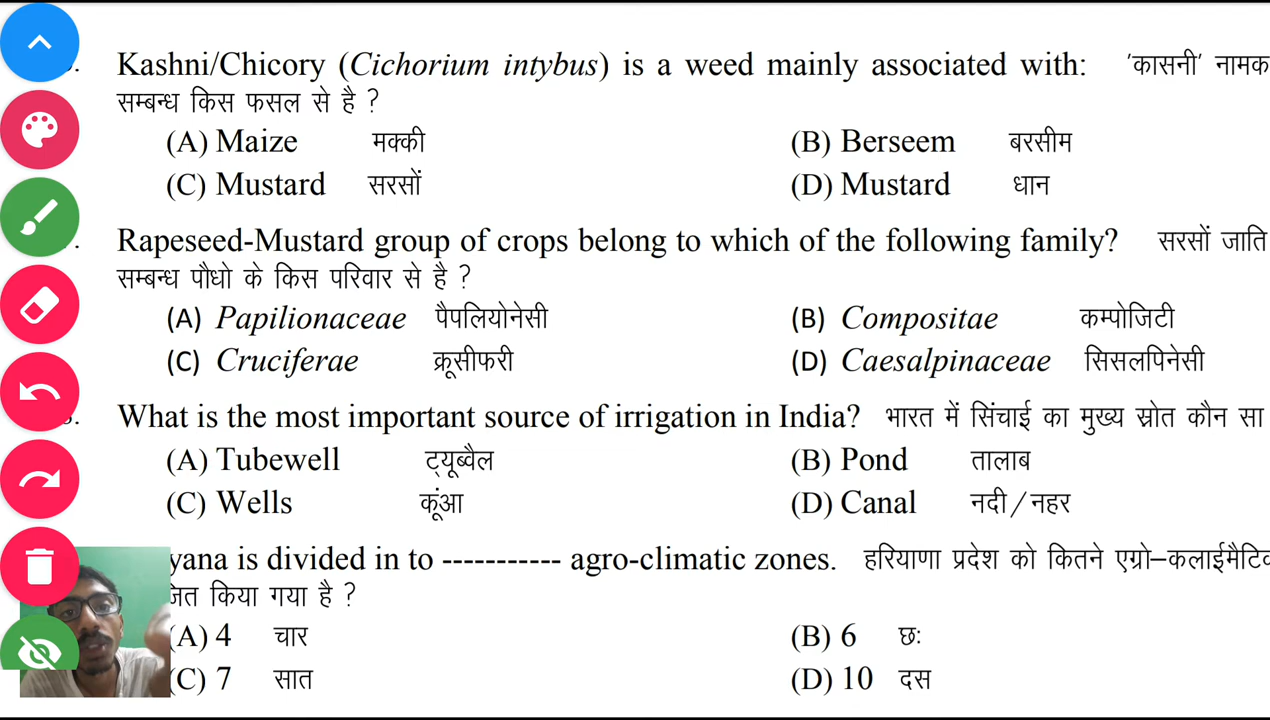 Kashni/Chicory (Cichorium intybus) is a weed mainly associated with: 'कासनी' नामक
सम्बन्ध किस फसल से है ?
(A) Maize मक्की (B) Berseem बरसीम
(C) Mustard सरसों (D) Mustard धान
Rapeseed-Mustard group of crops belong to which of the following family? सरसों जाति
सम्बन्ध पौधो के किस परिवार से है ?
(A) Papilionaceae पैपलियोनेसी (B) Compositae कम्पोजिटी
(C) Cruciferae क्रूसीफरी (D) Caesalpinaceae सिसलपिनेसी
What is the most important source of irrigation in India? भारत में सिंचाई का मुख्य स्रोत कौन सा
(A) Tubewell ट्यूब्वैल (B) Pond तालाब
(C) Wells कूंआ (D) Canal नदी/नहर
yana is divided in to ----------- agro-climatic zones. हरियाणा प्रदेश को कितने एग्रो–कलाईमैटिक
जित किया गया है ?
(A) 4 चार (B) 6 छः
(C) 7 सात (D) 10 दस